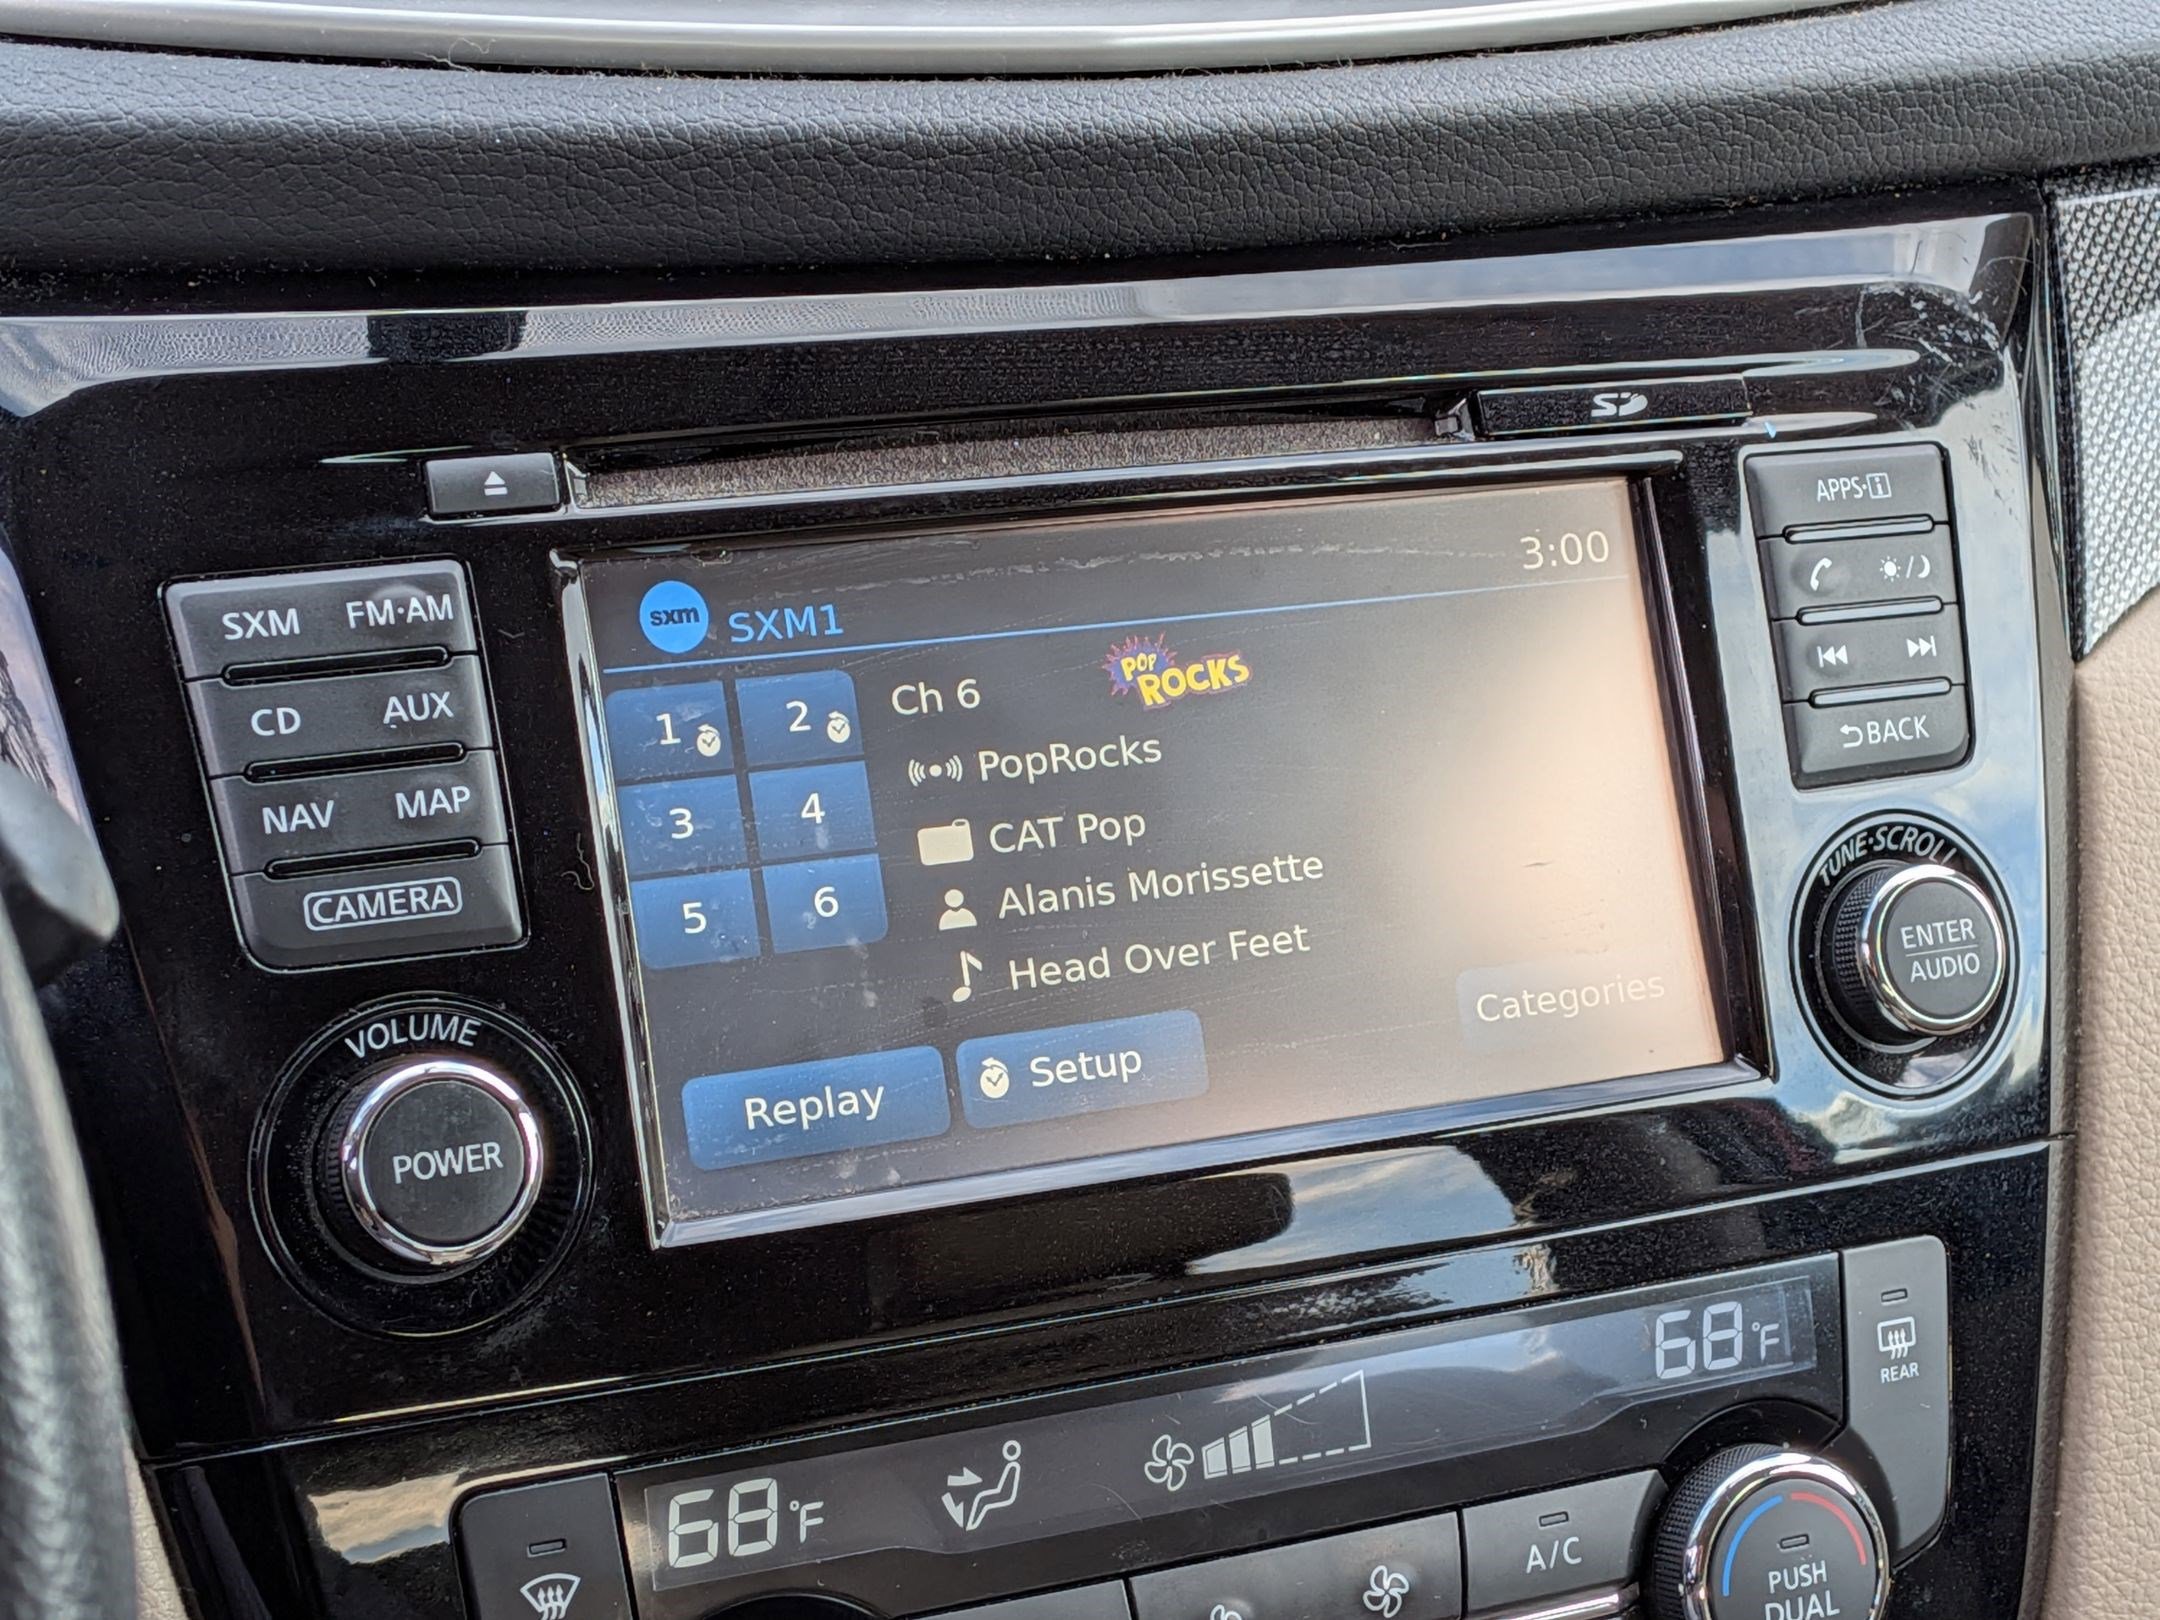 SD
APPS·i
SXM FM·AM
CD AUX
NAV MAP
CAMERA
VOLUME
POWER
sxm SXM1
3:00
1 2
3 4
5 6
Ch 6
POP
ROCKS
PopRocks
CAT Pop
Alanis Morissette
Head Over Feet
Categories
Replay
Setup
BACK
TUNE·SCROLL
ENTER
AUDIO
68°F
REAR
68°F
A/C
PUSH
DUAL